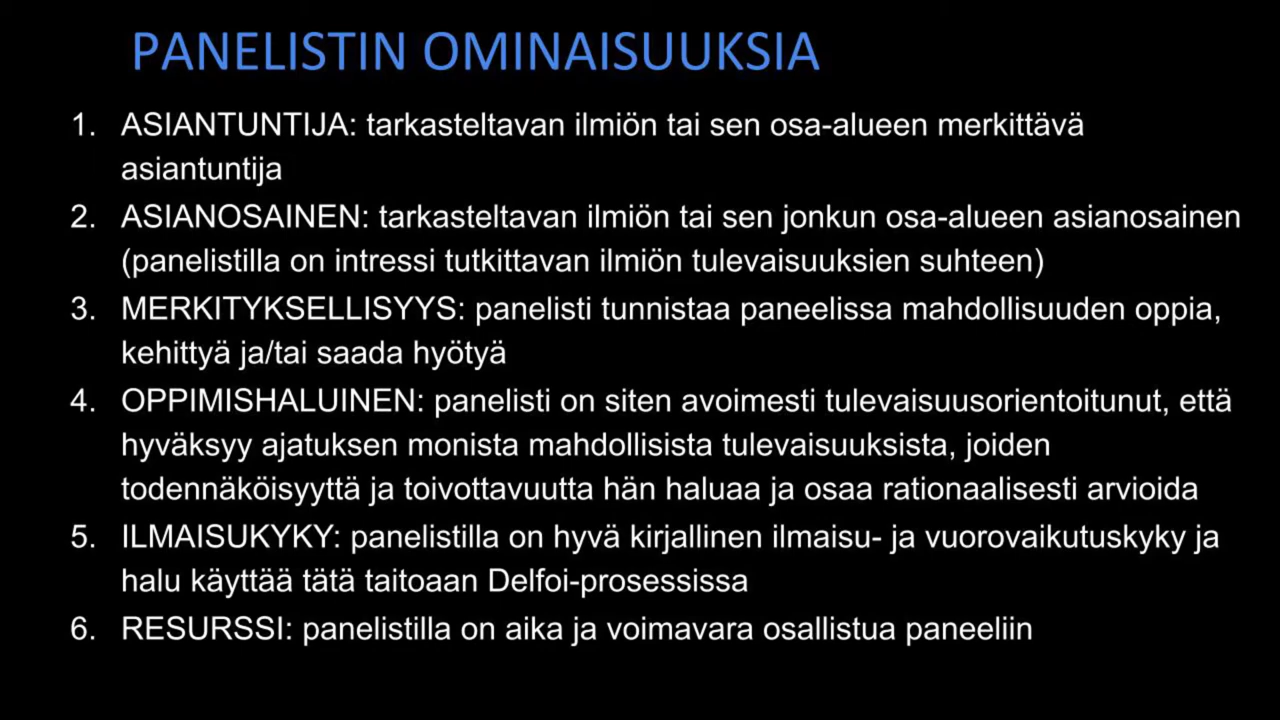 PANELISTIN OMINAISUUKSIA
1. ASIANTUNTIJA: tarkasteltavan ilmiön tai sen osa-alueen merkittävä
asiantuntija
2. ASIANOSAINEN: tarkasteltavan ilmiön tai sen jonkun osa-alueen asianosainen
(panelistilla on intressi tutkittavan ilmiön tulevaisuuksien suhteen)
3. MERKITYKSELLISYYS: panelisti tunnistaa paneelissa mahdollisuuden oppia,
kehittyä ja/tai saada hyötyä
4. OPPIMISHALUINEN: panelisti on siten avoimesti tulevaisuusorientoitunut, että
hyväksyy ajatuksen monista mahdollisista tulevaisuuksista, joiden
todennäköisyyttä ja toivottavuutta hän haluaa ja osaa rationaalisesti arvioida
5. ILMAISUKYKY: panelistilla on hyvä kirjallinen ilmaisu- ja vuorovaikutuskyky ja
halu käyttää tätä taitoaan Delfoi-prosessissa
6. RESURSSI: panelistilla on aika ja voimavara osallistua paneeliin